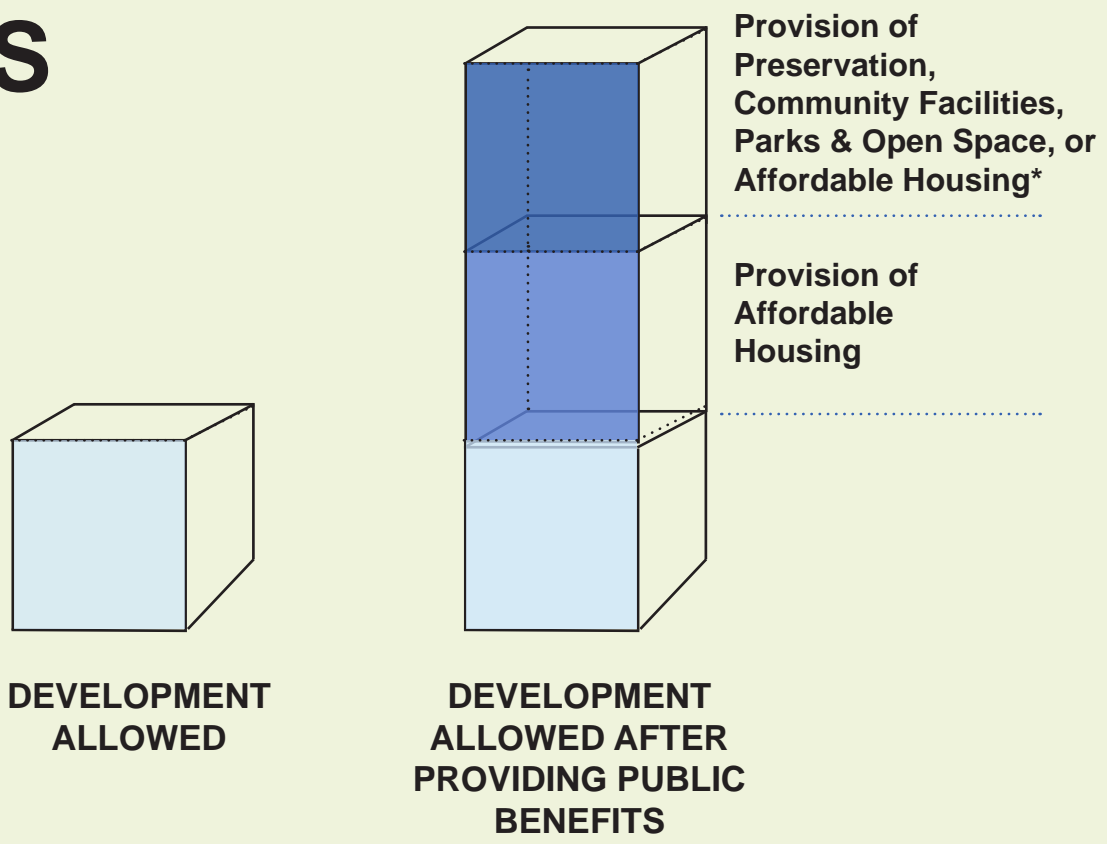 S
Provision of
Preservation,
Community Facilities,
Parks & Open Space, or
Affordable Housing*
Provision of
Affordable
Housing
DEVELOPMENT
ALLOWED
DEVELOPMENT
ALLOWED AFTER
PROVIDING PUBLIC
BENEFITS